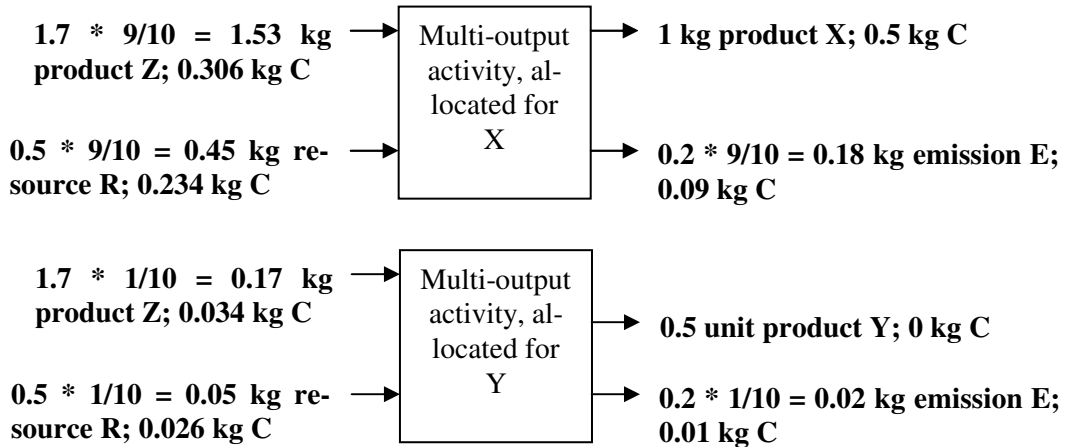 1.7 * 9/10 = 1.53 kg
product Z; 0.306 kg C
Multi-output
activity, al-
located for
X
1 kg product X; 0.5 kg C
0.5 * 9/10 = 0.45 kg re-
source R; 0.234 kg C
0.2 * 9/10 = 0.18 kg emission E;
0.09 kg C
1.7 * 1/10 = 0.17 kg
product Z; 0.034 kg C
Multi-output
activity, al-
located for
Y
0.5 unit product Y; 0 kg C
0.5 * 1/10 = 0.05 kg re-
source R; 0.026 kg C
0.2 * 1/10 = 0.02 kg emission E;
0.01 kg C